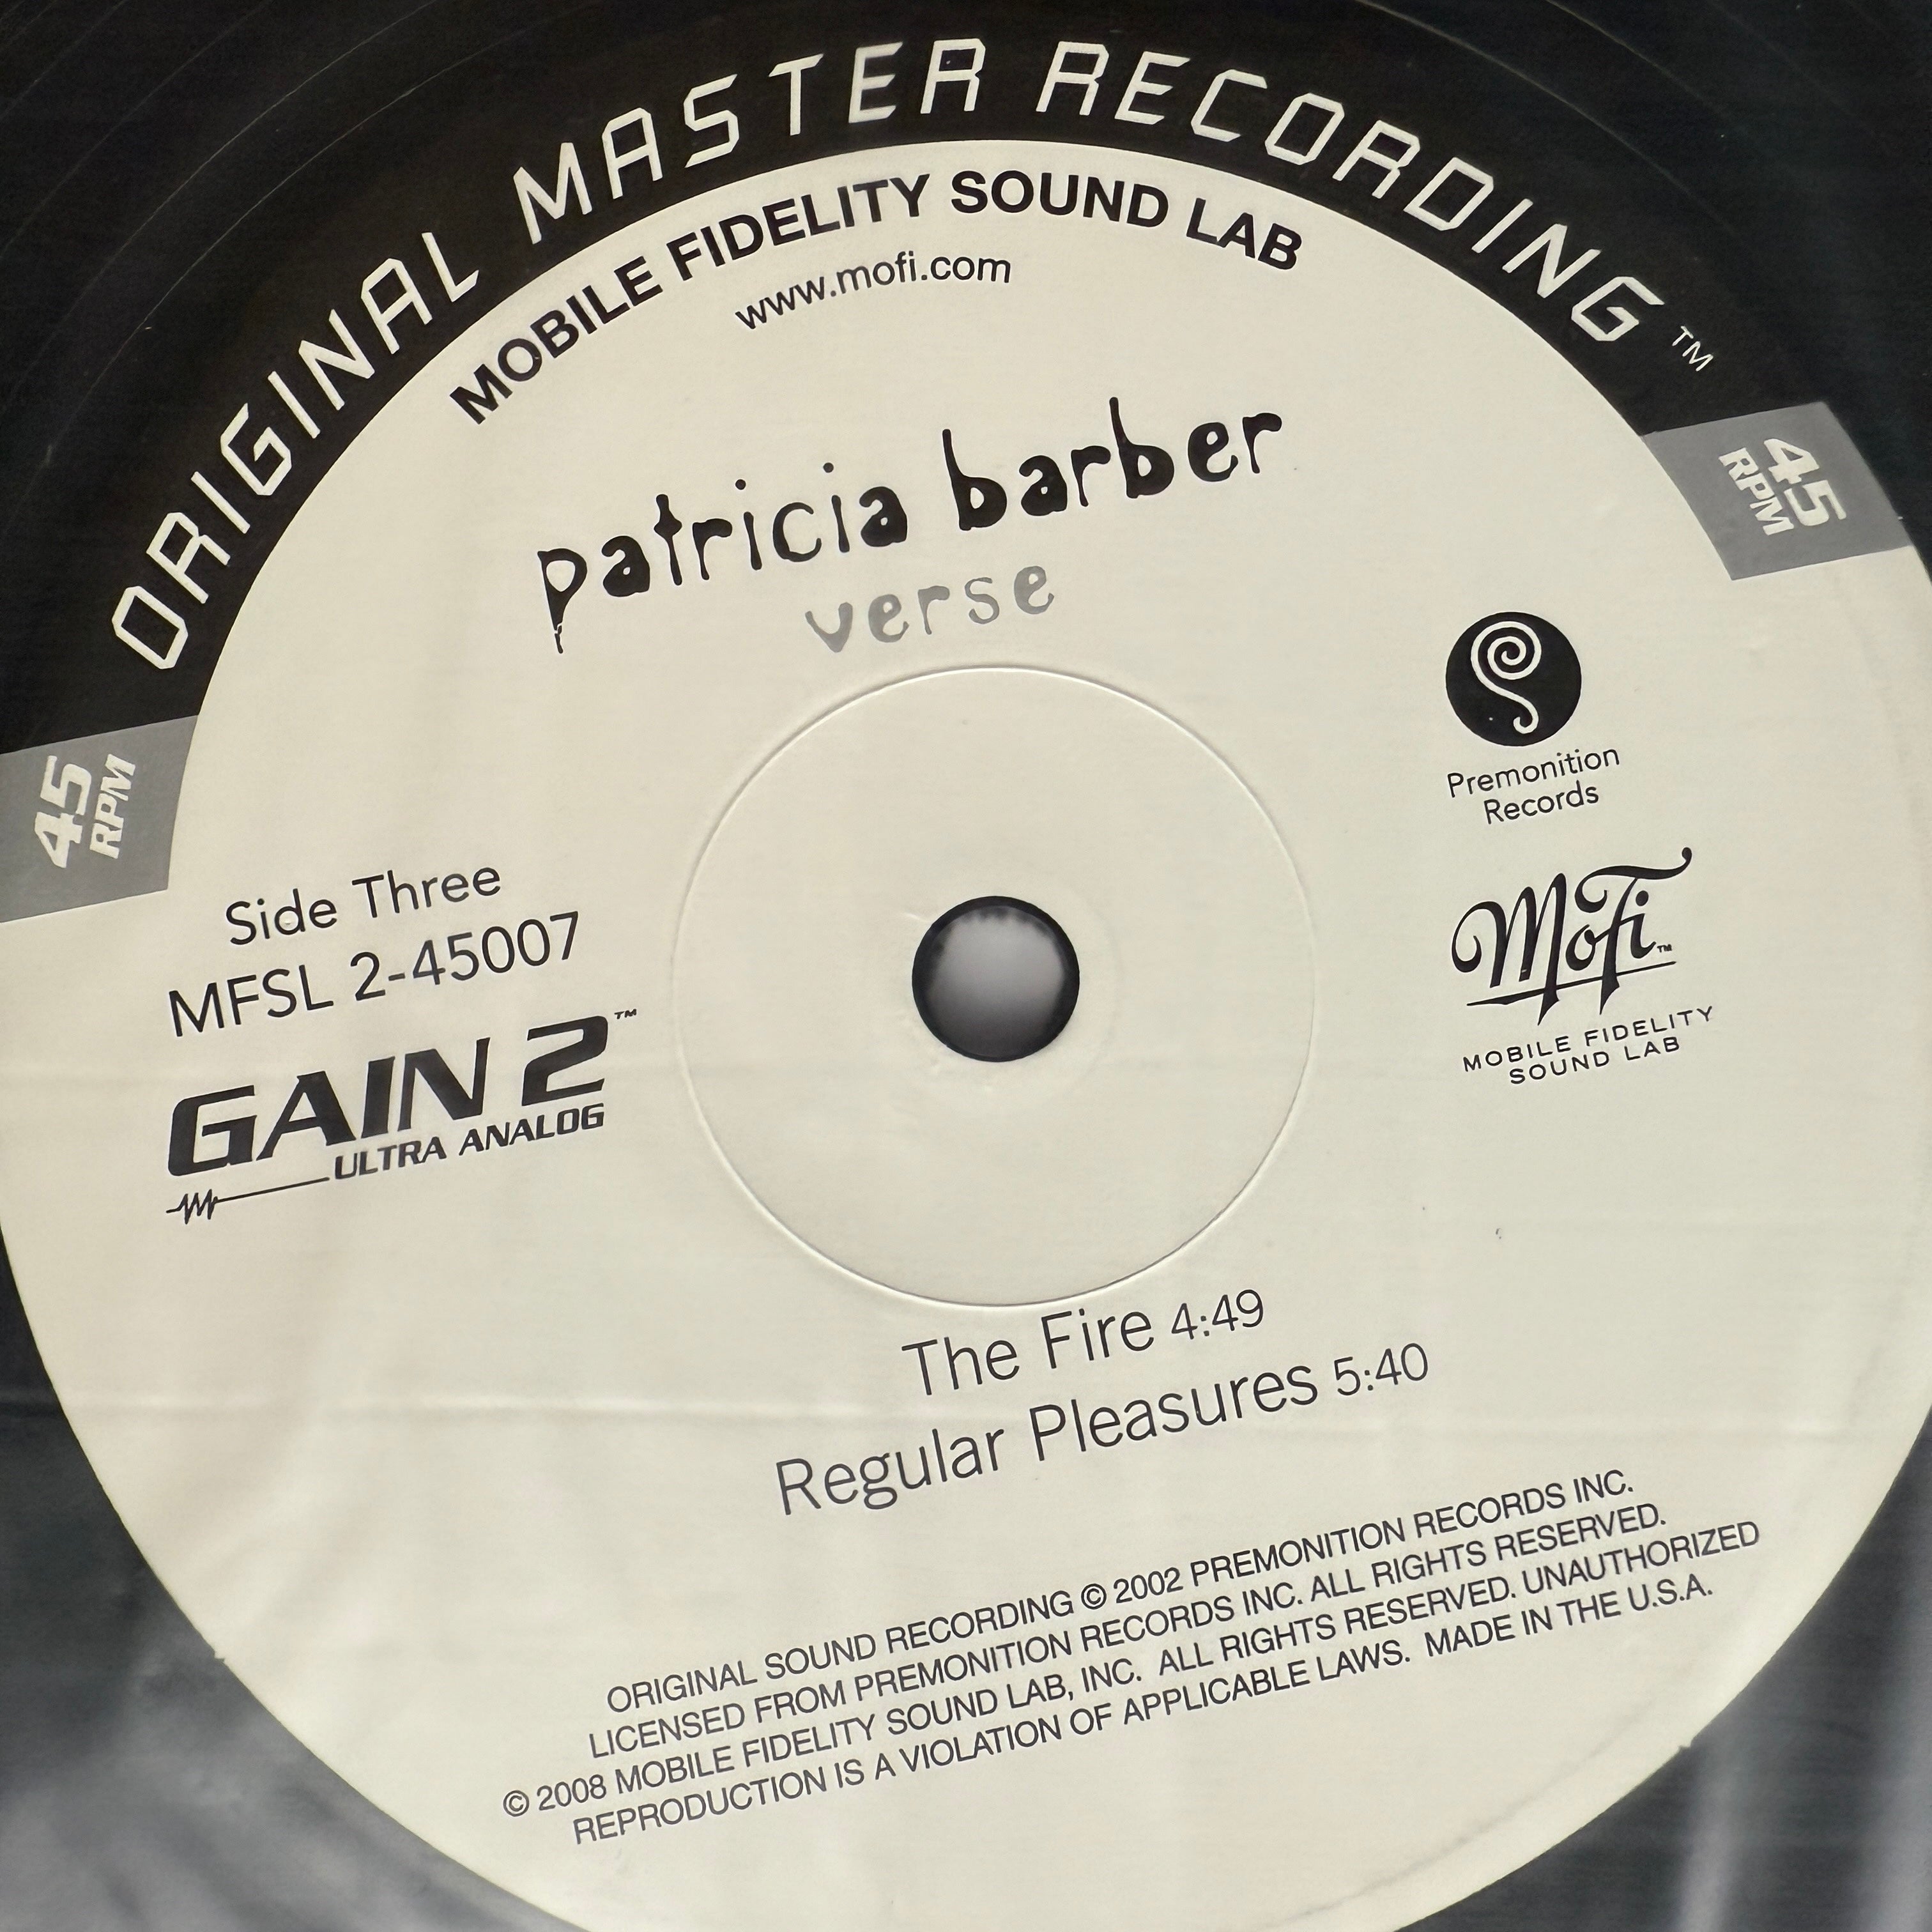 ORIGINAL MASTER RECORDING™
MOBILE FIDELITY SOUND LAB
www.mofi.com
patricia barber
verse
45
RPM
45
RPM
Premonition
Records
Side Three
MFSL 2-45007
GAIN 2™
ULTRA ANALOG
MoFi™
MOBILE FIDELITY
SOUND LAB
The Fire 4:49
Regular Pleasures 5:40
ORIGINAL SOUND RECORDING © 2002 PREMONITION RECORDS INC.
LICENSED FROM PREMONITION RECORDS INC. ALL RIGHTS RESERVED.
© 2008 MOBILE FIDELITY SOUND LAB, INC. ALL RIGHTS RESERVED. UNAUTHORIZED
REPRODUCTION IS A VIOLATION OF APPLICABLE LAWS. MADE IN THE U.S.A.